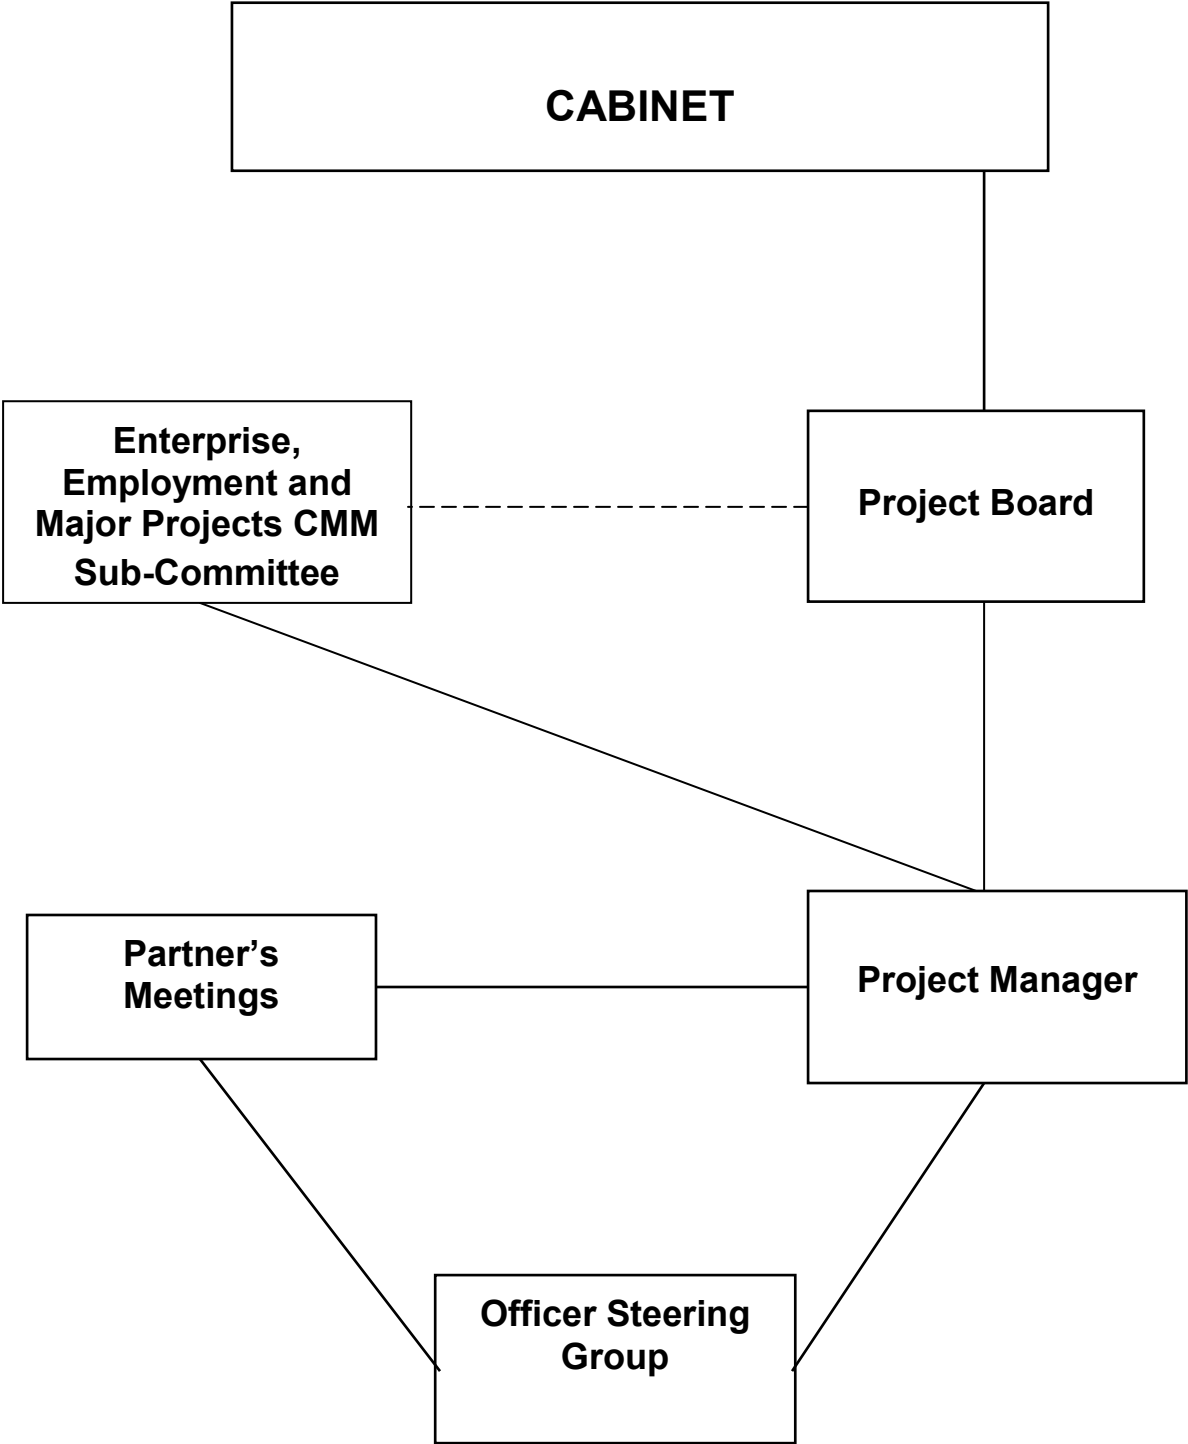 CABINET
Enterprise,
Employment and
Major Projects CMM
Sub-Committee
Project Board
Partner’s
Meetings
Project Manager
Officer Steering
Group